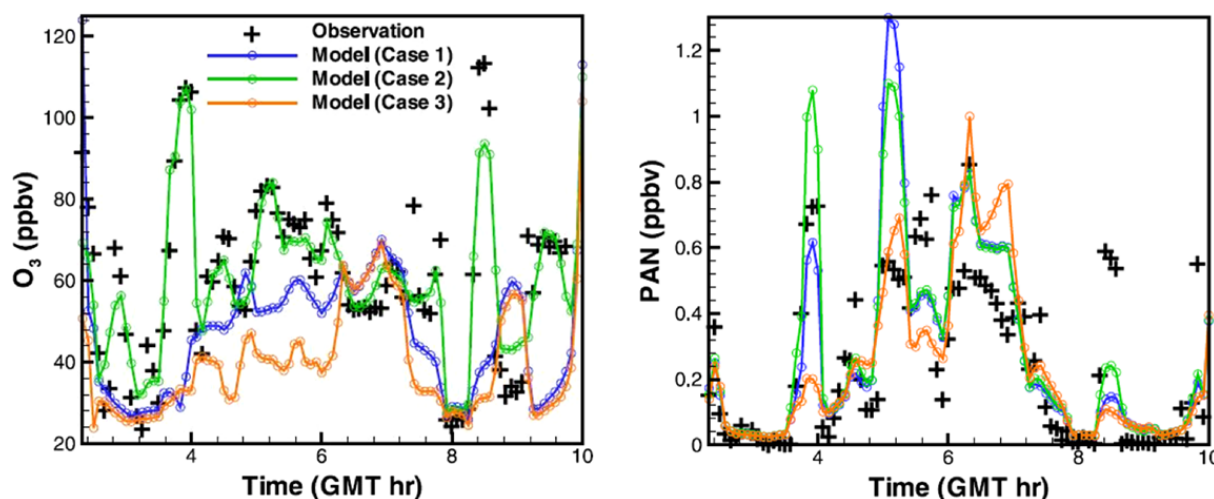 O3 (ppbv)
120
100
80
60
40
20
Observation
Model (Case 1)
Model (Case 2)
Model (Case 3)
4
6
8
10
Time (GMT hr)
PAN (ppbv)
1.2
1
0.8
0.6
0.4
0.2
0
4
6
8
10
Time (GMT hr)